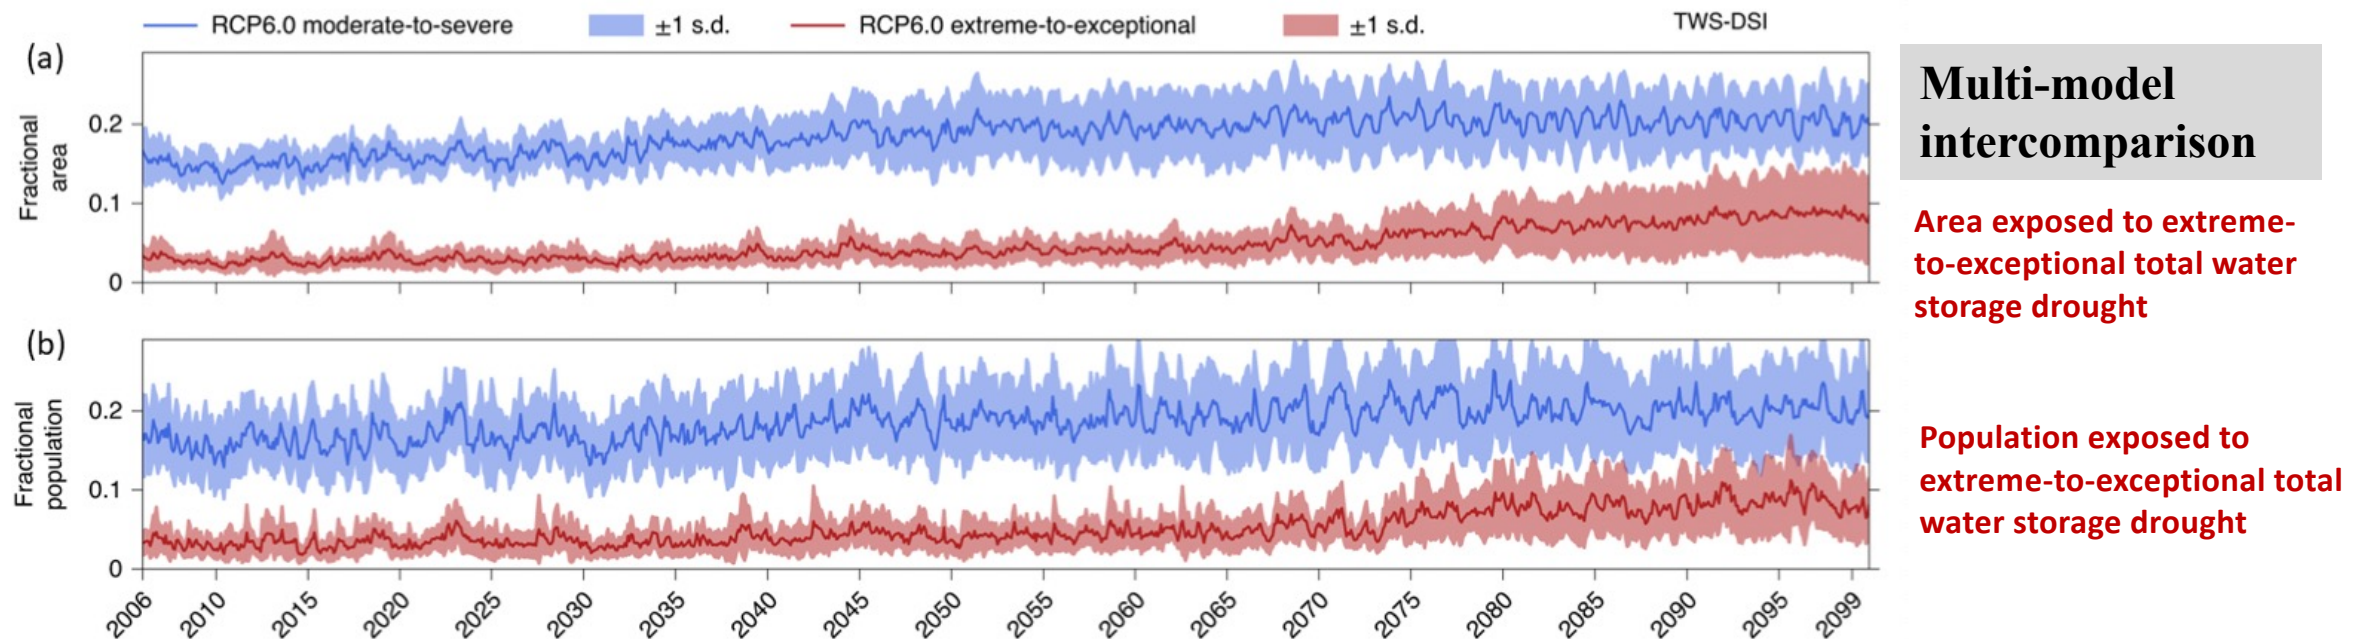 RCP6.0 moderate-to-severe ±1 s.d. RCP6.0 extreme-to-exceptional ±1 s.d. TWS-DSI
(a)
Fractional
area
0.2
0.1
0
Multi-model
intercomparison
Area exposed to extreme-
to-exceptional total water
storage drought
(b)
Fractional
population
0.2
0.1
0
2006 2010 2015 2020 2025 2030 2035 2040 2045 2050 2055 2060 2065 2070 2075 2080 2085 2090 2095 2099
Population exposed to
extreme-to-exceptional total
water storage drought